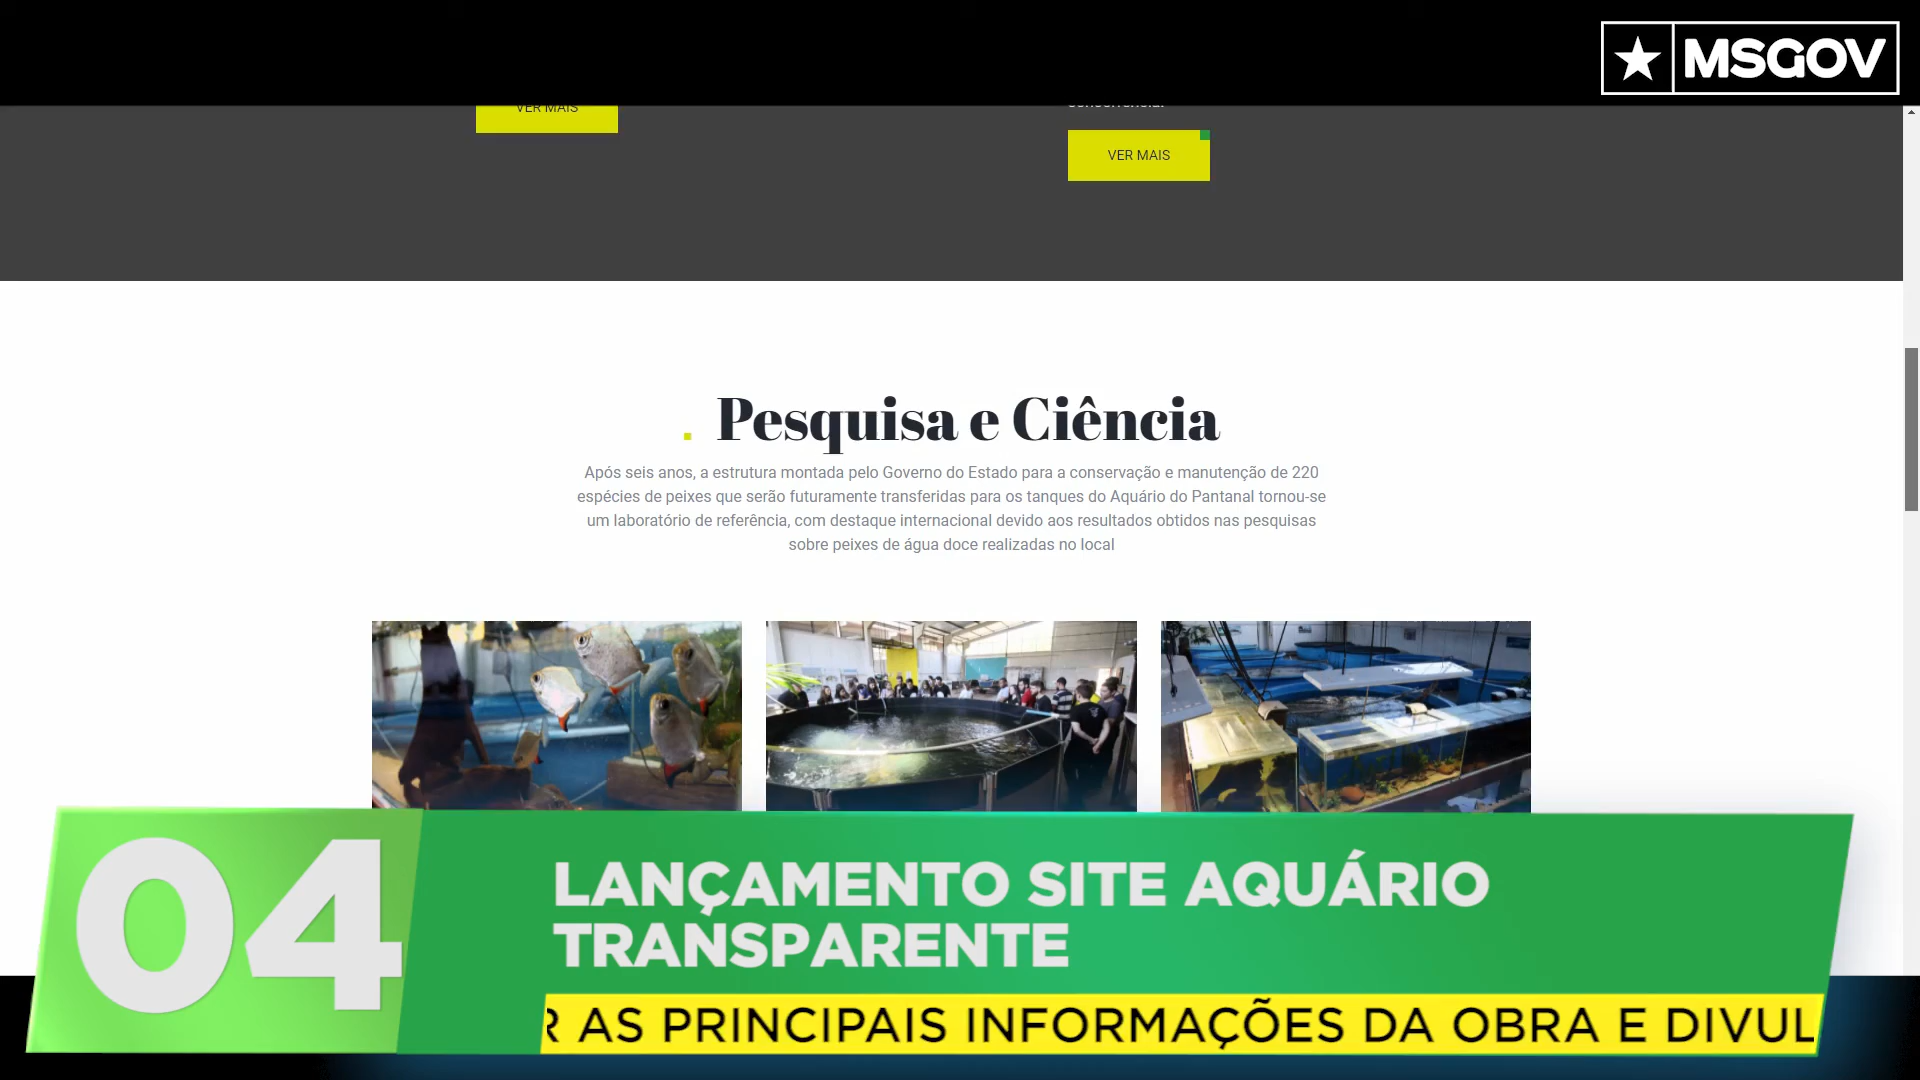 MSGOV
VER MAIS
VER MAIS
. Pesquisa e Ciência
Após seis anos, a estrutura montada pelo Governo do Estado para a conservação e manutenção de 220
espécies de peixes que serão futuramente transferidas para os tanques do Aquário do Pantanal tornou-se
um laboratório de referência, com destaque internacional devido aos resultados obtidos nas pesquisas
sobre peixes de água doce realizadas no local
04
LANÇAMENTO SITE AQUÁRIO
TRANSPARENTE
AS PRINCIPAIS INFORMAÇÕES DA OBRA E DIVUL